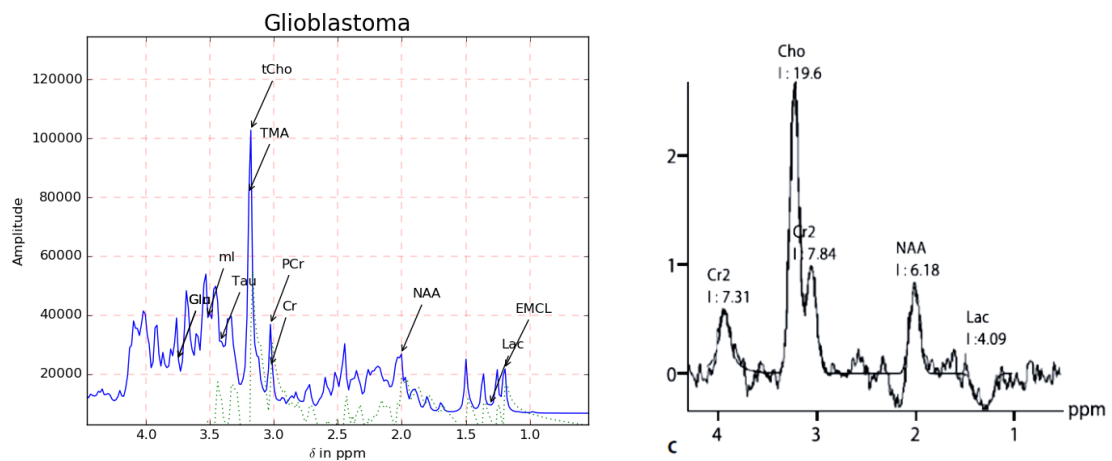 Glioblastoma
tCho
TMA
mI
Tau
PCr
Cr
NAA
EMCL
Lac
Amplitude
120000
100000
80000
60000
40000
20000
4.0 3.5 3.0 2.5 2.0 1.5 1.0
δ in ppm
Cho
I : 19.6
Cr2
I : 7.84
Cr2
I : 7.31
NAA
I : 6.18
Lac
I :4.09
2
1
0
4 3 2 1
ppm
c